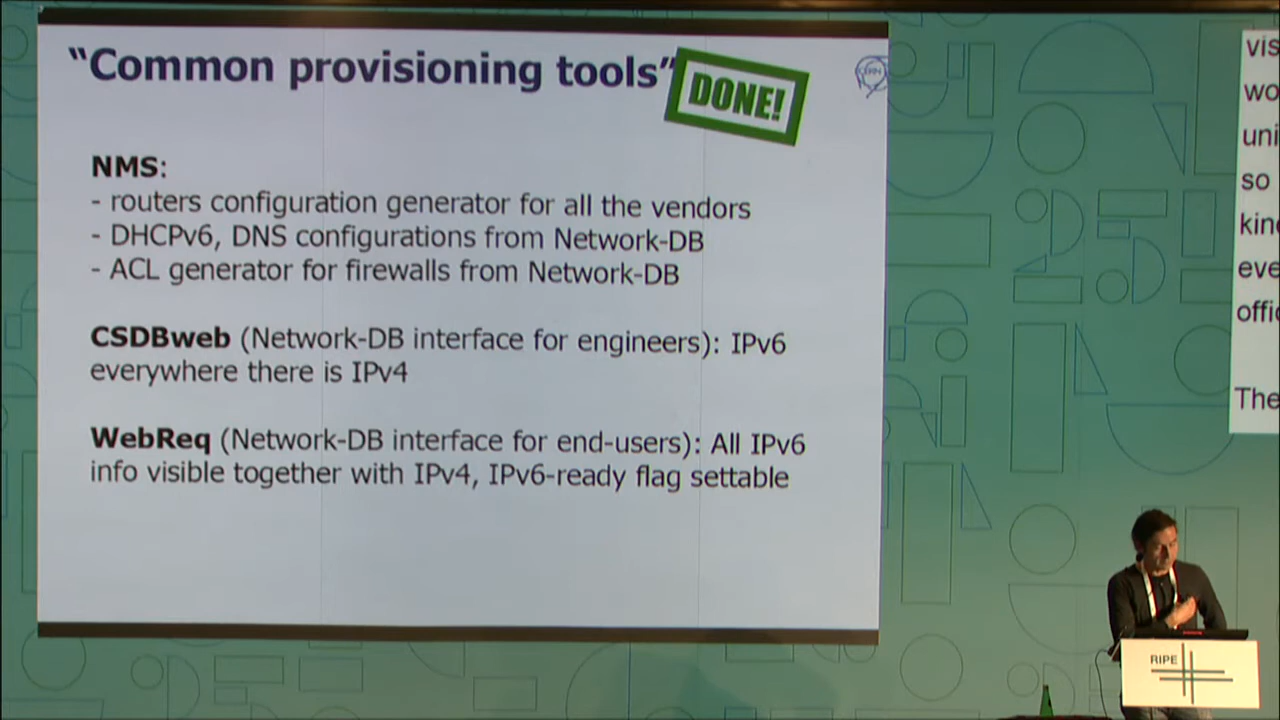 “Common provisioning tools”
DONE!
CERN
NMS:
- routers configuration generator for all the vendors
- DHCPv6, DNS configurations from Network-DB
- ACL generator for firewalls from Network-DB
CSDBweb (Network-DB interface for engineers): IPv6
everywhere there is IPv4
WebReq (Network-DB interface for end-users): All IPv6
info visible together with IPv4, IPv6-ready flag settable
vis
wo
uni
so
kin
eve
offic
The
RIPE